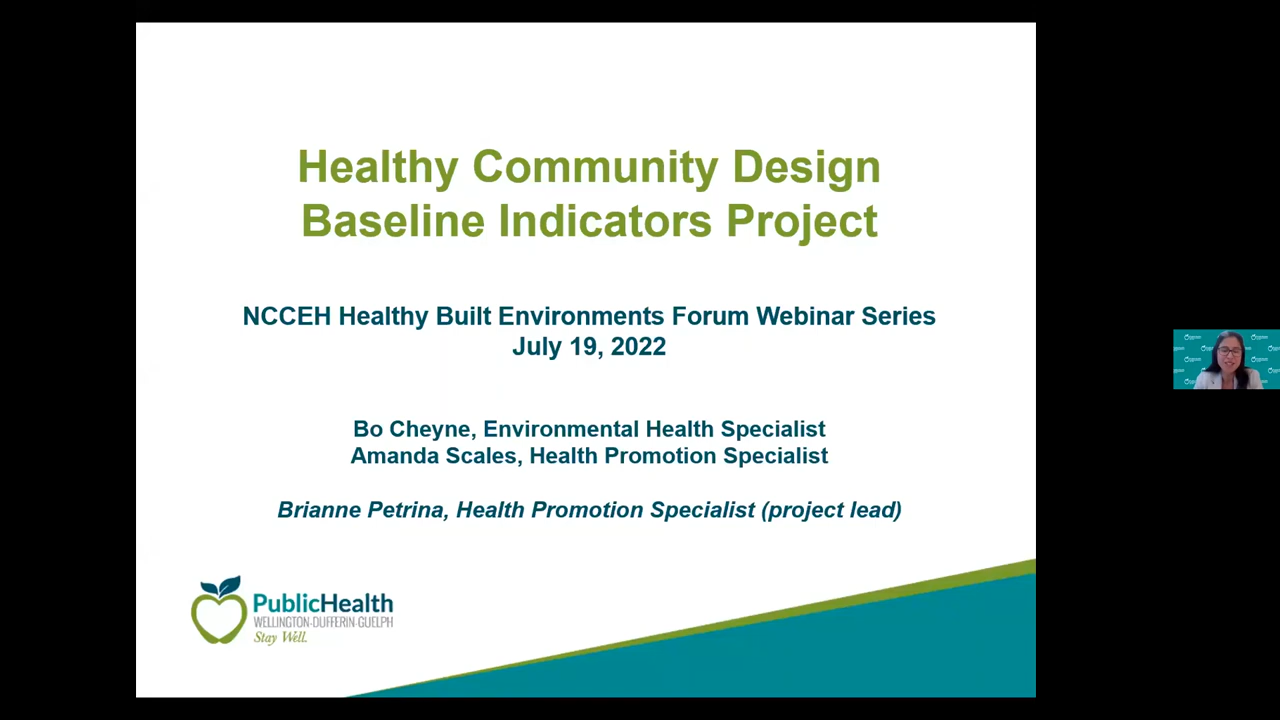 Healthy Community Design
Baseline Indicators Project
NCCEH Healthy Built Environments Forum Webinar Series
July 19, 2022
Bo Cheyne, Environmental Health Specialist
Amanda Scales, Health Promotion Specialist
Brianne Petrina, Health Promotion Specialist (project lead)
PublicHealth
WELLINGTON-DUFFERIN-GUELPH
Stay Well.